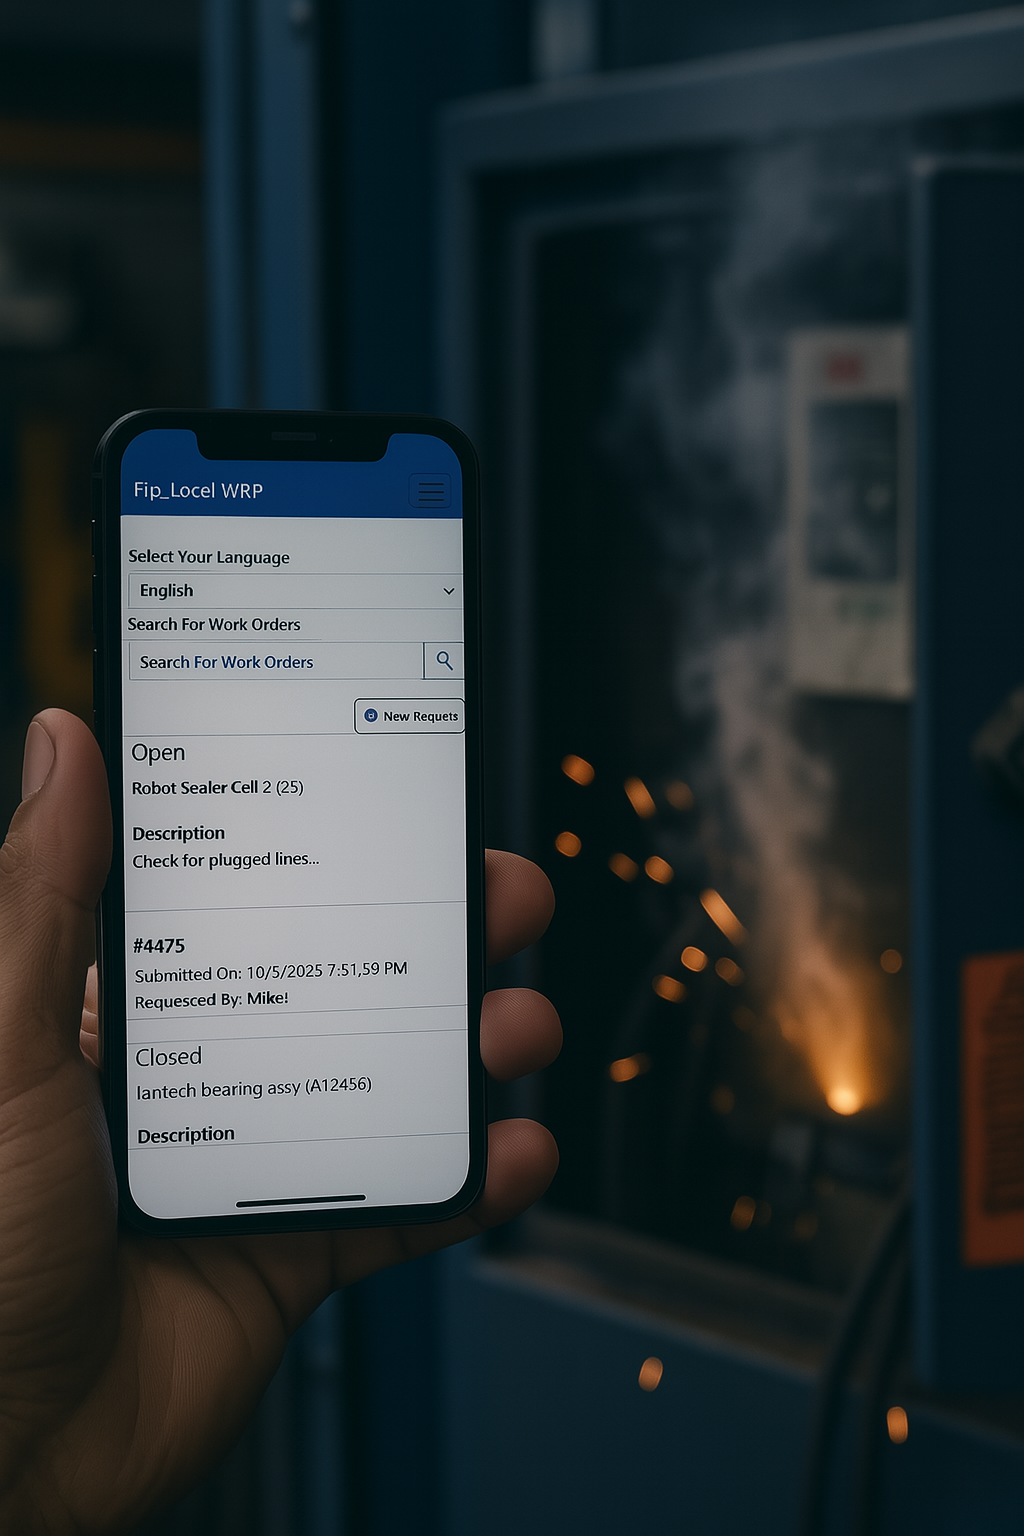 Fip_Locel WRP
Select Your Language
English
Search For Work Orders
Search For Work Orders
New Requets
Open
Robot Sealer Cell 2 (25)
Description
Check for plugged lines...
#4475
Submitted On: 10/5/2025 7:51,59 PM
Requesced By: Mike!
Closed
lantech bearing assy (A12456)
Description